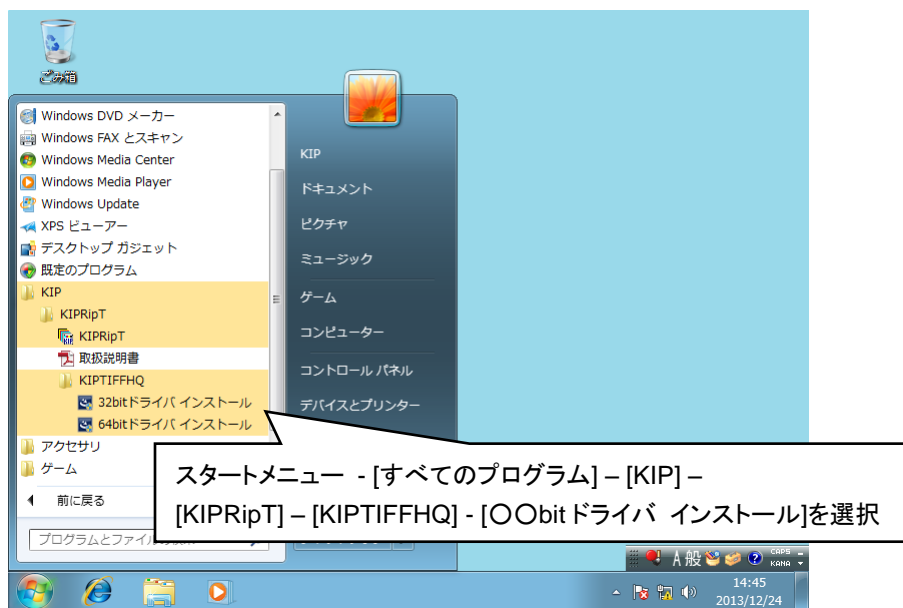 ごみ箱
Windows DVD メーカー
Windows FAX とスキャン
Windows Media Center
Windows Media Player
Windows Update
XPS ビューアー
デスクトップ ガジェット
既定のプログラム
KIP
KIPRipT
KIPRipT
取扱説明書
KIPTIFFHQ
32bitドライバ インストール
64bitドライバ インストール
アクセサリ
ゲーム
前に戻る
プログラムとファイル
KIP
ドキュメント
ピクチャ
ミュージック
ゲーム
コンピューター
コントロール パネル
デバイスとプリンター
スタートメニュー - [すべてのプログラム] – [KIP] –
[KIPRipT] – [KIPTIFFHQ] - [〇〇bitドライバ インストール]を選択
A 般
CAPS
KANA
14:45
2013/12/24